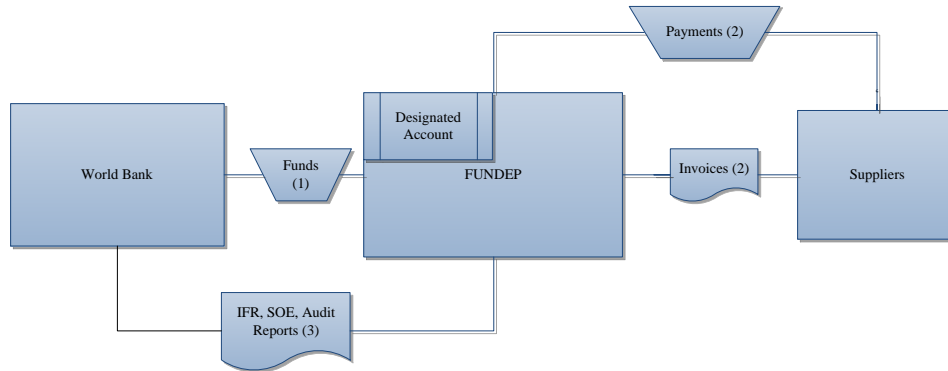 Payments (2)
Designated
Account
World Bank
Funds
(1)
FUNDEP
Invoices (2)
Suppliers
IFR, SOE, Audit
Reports (3)